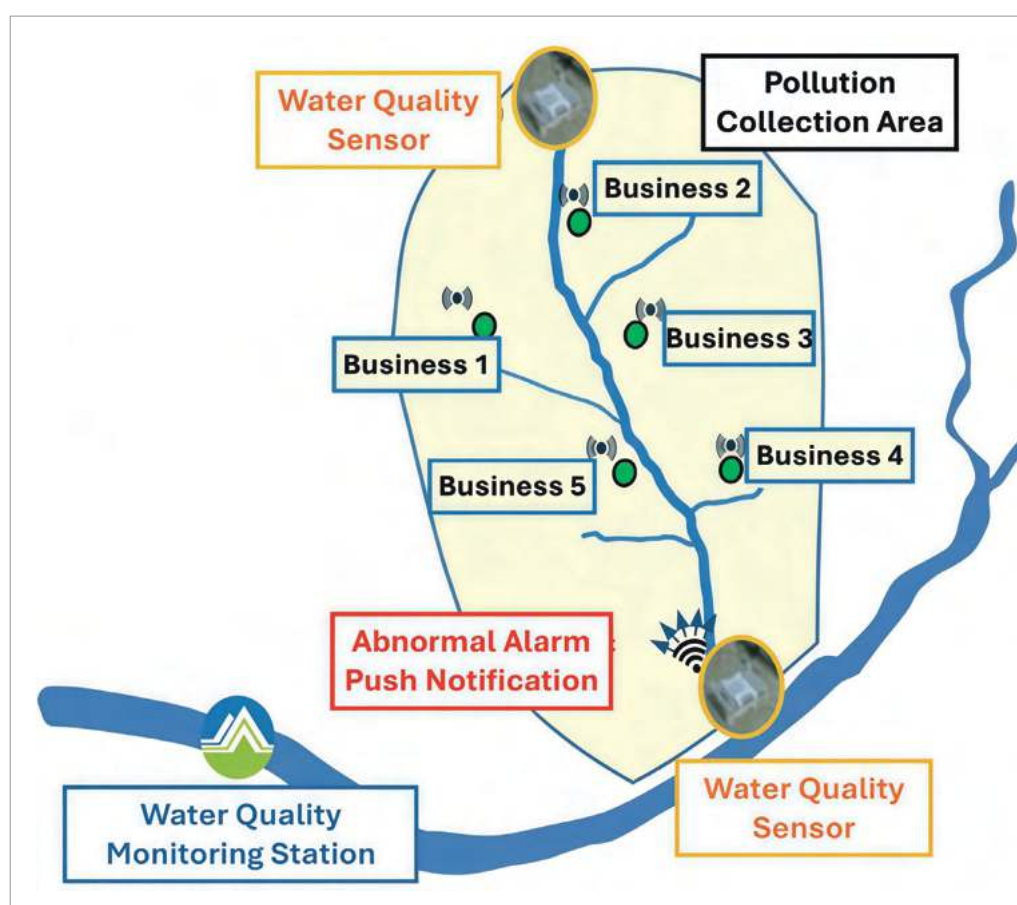 Water Quality
Sensor
Pollution
Collection Area
Business 2
Business 3
Business 1
Business 4
Business 5
Abnormal Alarm
Push Notification
Water Quality
Sensor
Water Quality
Monitoring Station